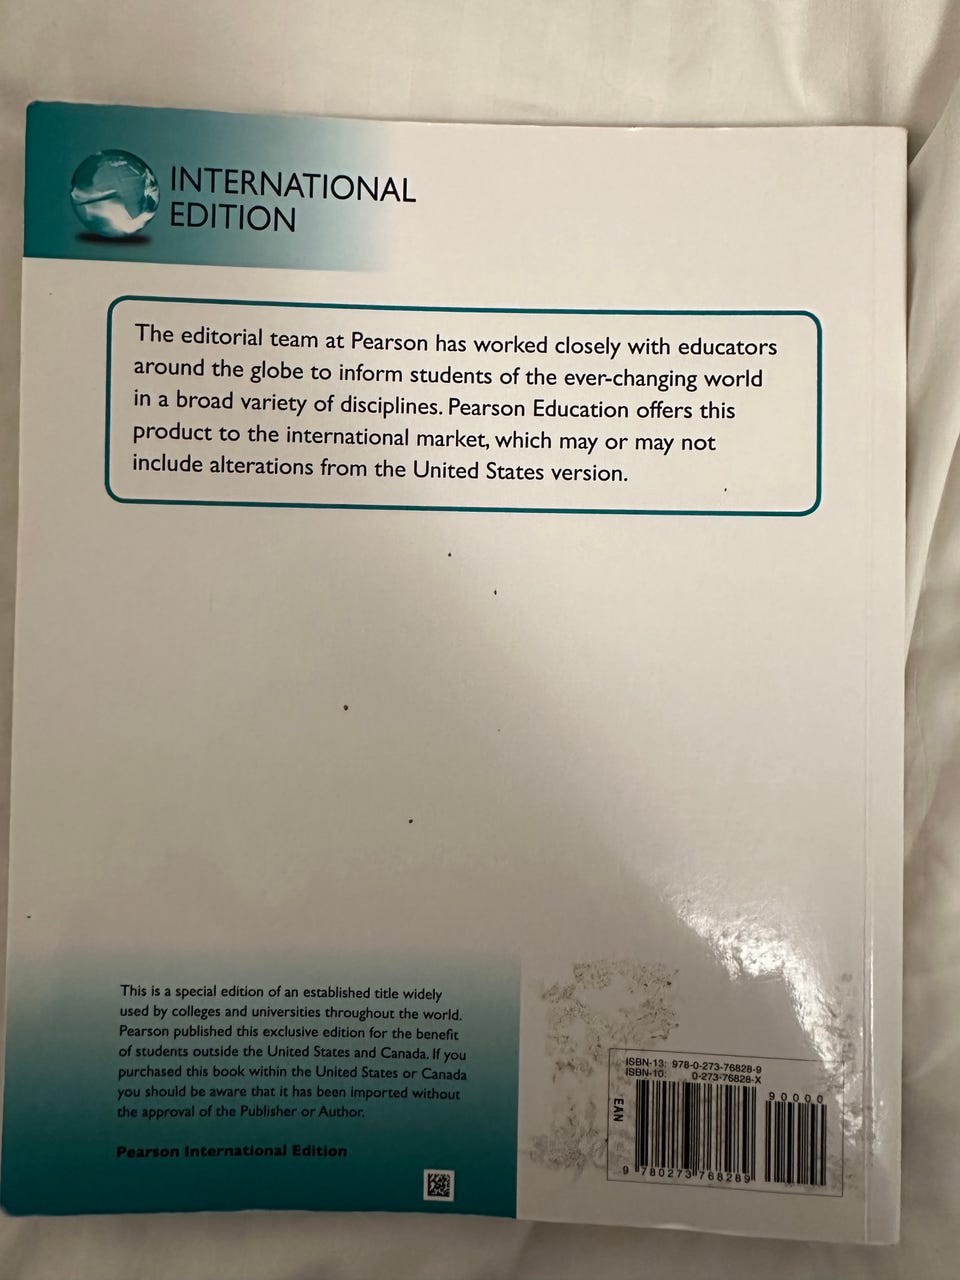 INTERNATIONAL
EDITION
The editorial team at Pearson has worked closely with educators
around the globe to inform students of the ever-changing world
in a broad variety of disciplines. Pearson Education offers this
product to the international market, which may or may not
include alterations from the United States version.
This is a special edition of an established title widely
used by colleges and universities throughout the world.
Pearson published this exclusive edition for the benefit
of students outside the United States and Canada. If you
purchased this book within the United States or Canada
you should be aware that it has been imported without
the approval of the Publisher or Author.
Pearson International Edition
ISBN-13: 978-0-273-76828-9
ISBN-10: 0-273-76828-X
90000
EAN
9 780273 768289